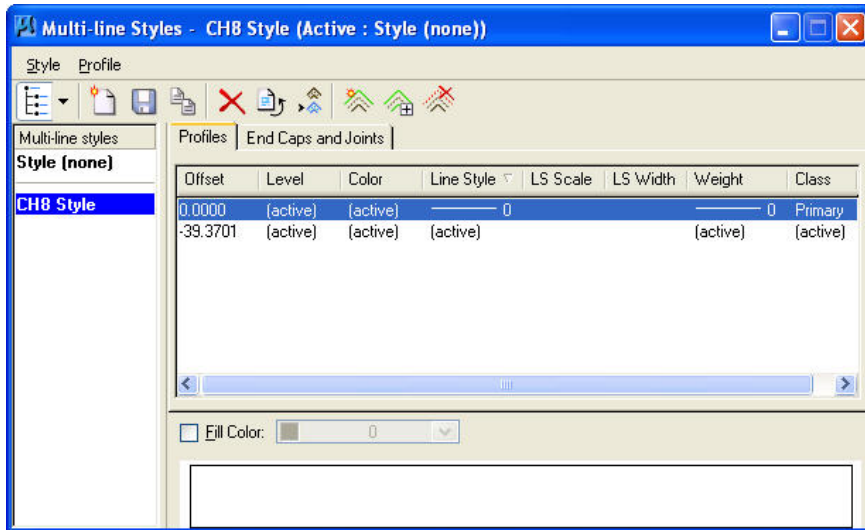 Multi-line Styles - CH8 Style (Active : Style (none))
Style Profile
Multi-line styles
Style (none)
CH8 Style
Profiles End Caps and Joints
Offset Level Color Line Style LS Scale LS Width Weight Class
0.0000 (active) (active) 0 0 Primary
-39.3701 (active) (active) (active) (active) (active)
Fill Color: 0